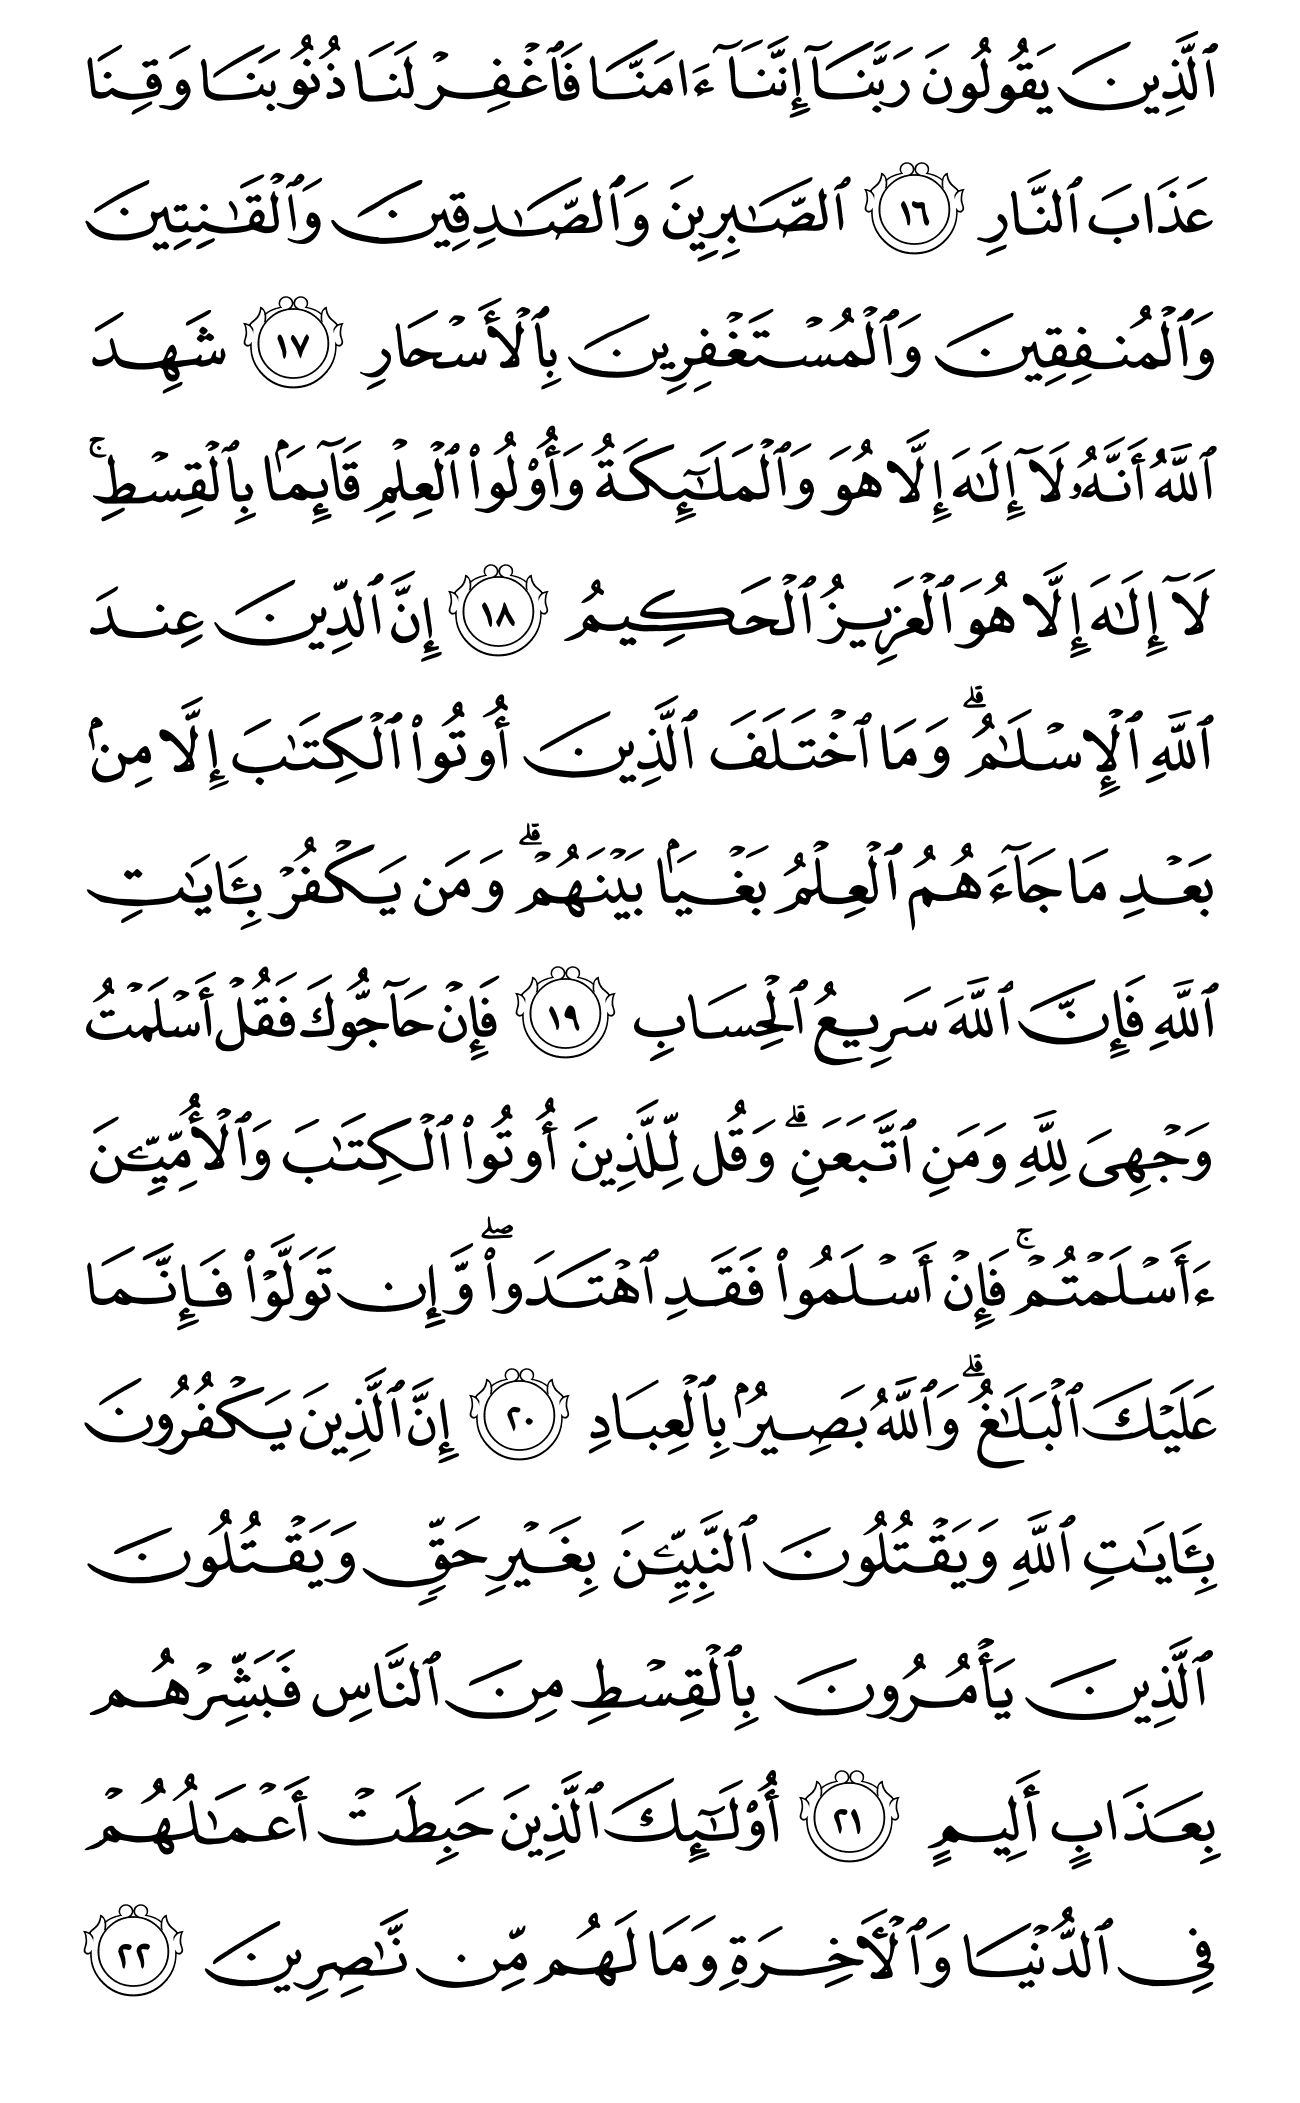 ٱلَّذِينَ يَقُولُونَ رَبَّنَآ إِنَّنَآ ءَامَنَّا فَٱغۡفِرۡ لَنَا ذُنُوبَنَا وَقِنَا
عَذَابَ ٱلنَّارِ ١٦ ٱلصَّٰبِرِينَ وَٱلصَّٰدِقِينَ وَٱلۡقَٰنِتِينَ
وَٱلۡمُنفِقِينَ وَٱلۡمُسۡتَغۡفِرِينَ بِٱلۡأَسۡحَارِ ١٧ شَهِدَ
ٱللَّهُ أَنَّهُۥ لَآ إِلَٰهَ إِلَّا هُوَ وَٱلۡمَلَٰٓئِكَةُ وَأُوْلُواْ ٱلۡعِلۡمِ قَآئِمَۢا بِٱلۡقِسۡطِۚ
لَآ إِلَٰهَ إِلَّا هُوَ ٱلۡعَزِيزُ ٱلۡحَكِيمُ ١٨ إِنَّ ٱلدِّينَ عِندَ
ٱللَّهِ ٱلۡإِسۡلَٰمُۗ وَمَا ٱخۡتَلَفَ ٱلَّذِينَ أُوتُواْ ٱلۡكِتَٰبَ إِلَّا مِنۢ
بَعۡدِ مَا جَآءَهُمُ ٱلۡعِلۡمُ بَغۡيَۢا بَيۡنَهُمۡۗ وَمَن يَكۡفُرۡ بِـَٔايَٰتِ
ٱللَّهِ فَإِنَّ ٱللَّهَ سَرِيعُ ٱلۡحِسَابِ ١٩ فَإِنۡ حَآجُّوكَ فَقُلۡ أَسۡلَمۡتُ
وَجۡهِيَ لِلَّهِ وَمَنِ ٱتَّبَعَنِۗ وَقُل لِّلَّذِينَ أُوتُواْ ٱلۡكِتَٰبَ وَٱلۡأُمِّيِّـۧنَ
ءَأَسۡلَمۡتُمۡۚ فَإِنۡ أَسۡلَمُواْ فَقَدِ ٱهۡتَدَواْۖ وَّإِن تَوَلَّوۡاْ فَإِنَّمَا
عَلَيۡكَ ٱلۡبَلَٰغُۗ وَٱللَّهُ بَصِيرُۢ بِٱلۡعِبَادِ ٢٠ إِنَّ ٱلَّذِينَ يَكۡفُرُونَ
بِـَٔايَٰتِ ٱللَّهِ وَيَقۡتُلُونَ ٱلنَّبِيِّـۧنَ بِغَيۡرِ حَقّٖ وَيَقۡتُلُونَ
ٱلَّذِينَ يَأۡمُرُونَ بِٱلۡقِسۡطِ مِنَ ٱلنَّاسِ فَبَشِّرۡهُم
بِعَذَابٍ أَلِيمٍ ٢١ أُوْلَٰٓئِكَ ٱلَّذِينَ حَبِطَتۡ أَعۡمَٰلُهُمۡ
فِي ٱلدُّنۡيَا وَٱلۡأٓخِرَةِ وَمَا لَهُم مِّن نَّٰصِرِينَ ٢٢